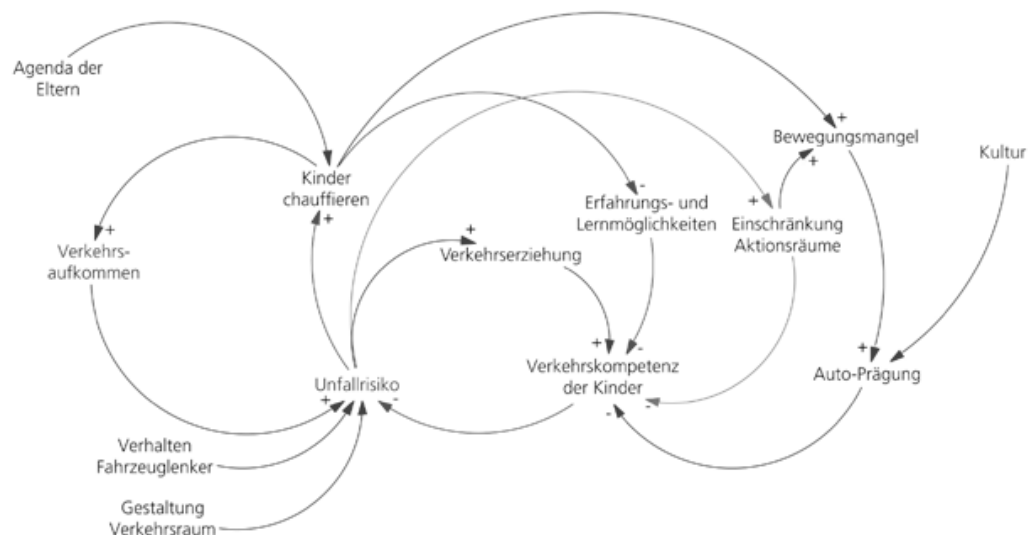 Agenda der
Eltern
+
Bewegungsmangel
+
Kultur
Kinder
chauffieren
+
-
Erfahrungs- und
Lernmöglichkeiten
+
Einschränkung
Aktionsräume
+
Verkehrs-
aufkommen
+
Verkehrserziehung
+
-
Verkehrskompetenz
der Kinder
-
-
+
Auto-Prägung
Unfallrisiko
+
-
Verhalten
Fahrzeuglenker
Gestaltung
Verkehrsraum